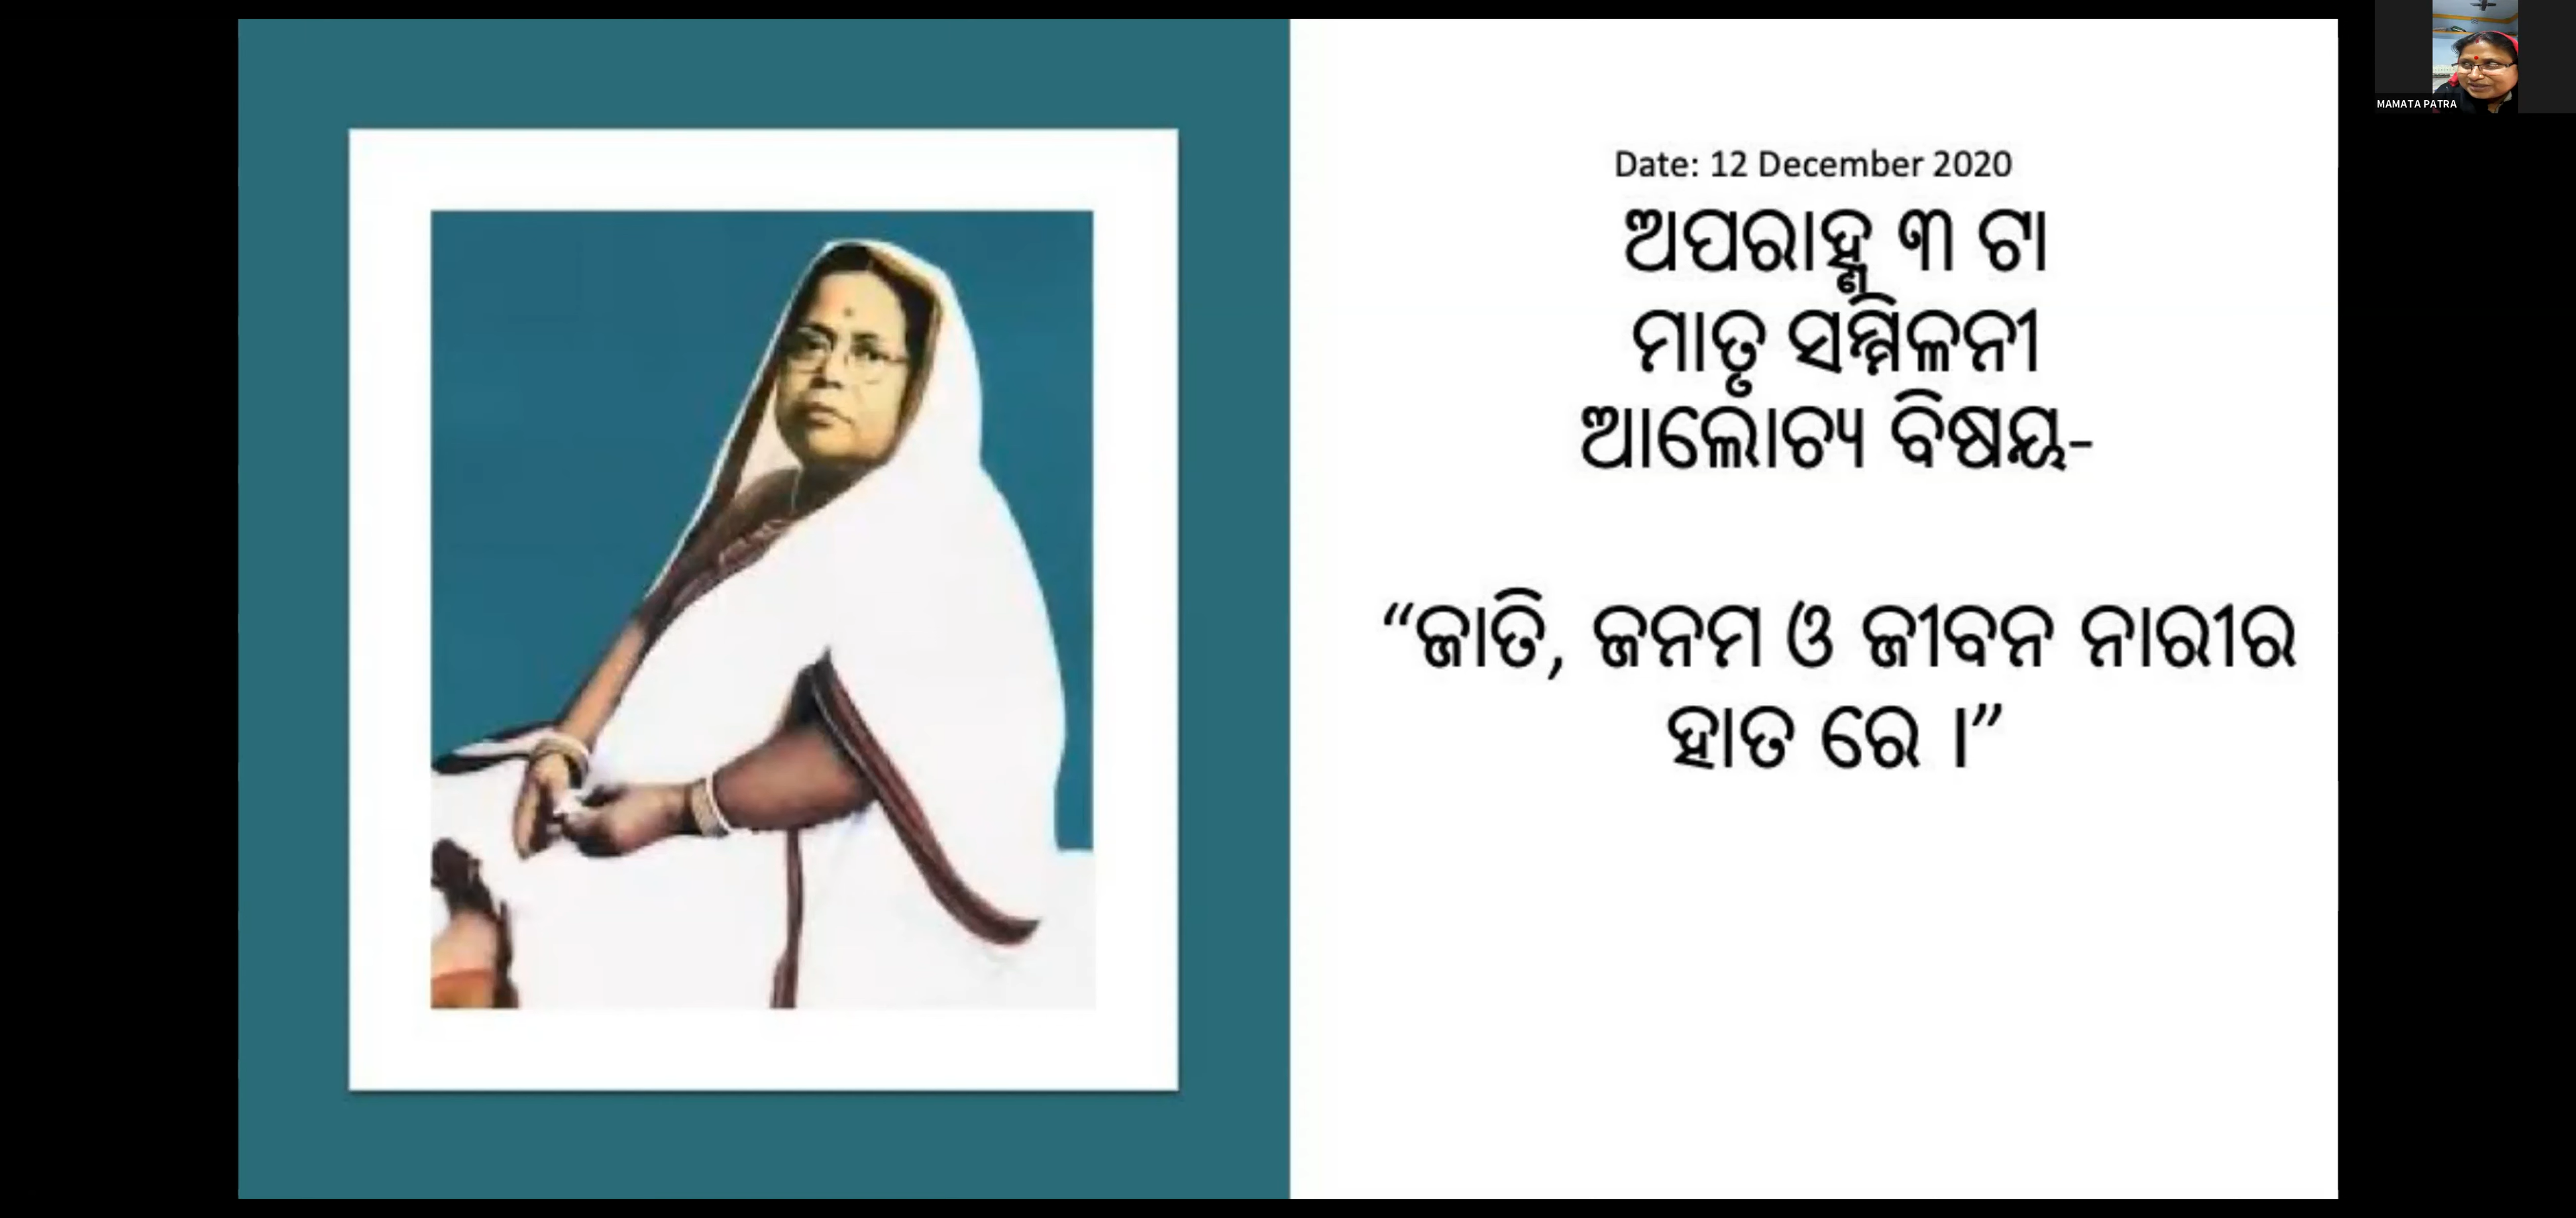 Date: 12 December 2020
ଅପରାହ୍ଣ ୩ ଟା
ମାତୃ ସମ୍ମିଳନୀ
ଆଲୋଚ୍ୟ ବିଷୟ-
“ଜାତି, ଜନମ ଓ ଜୀବନ ନାରୀର
ହାତ ରେ ।”
MAMATA PATRA